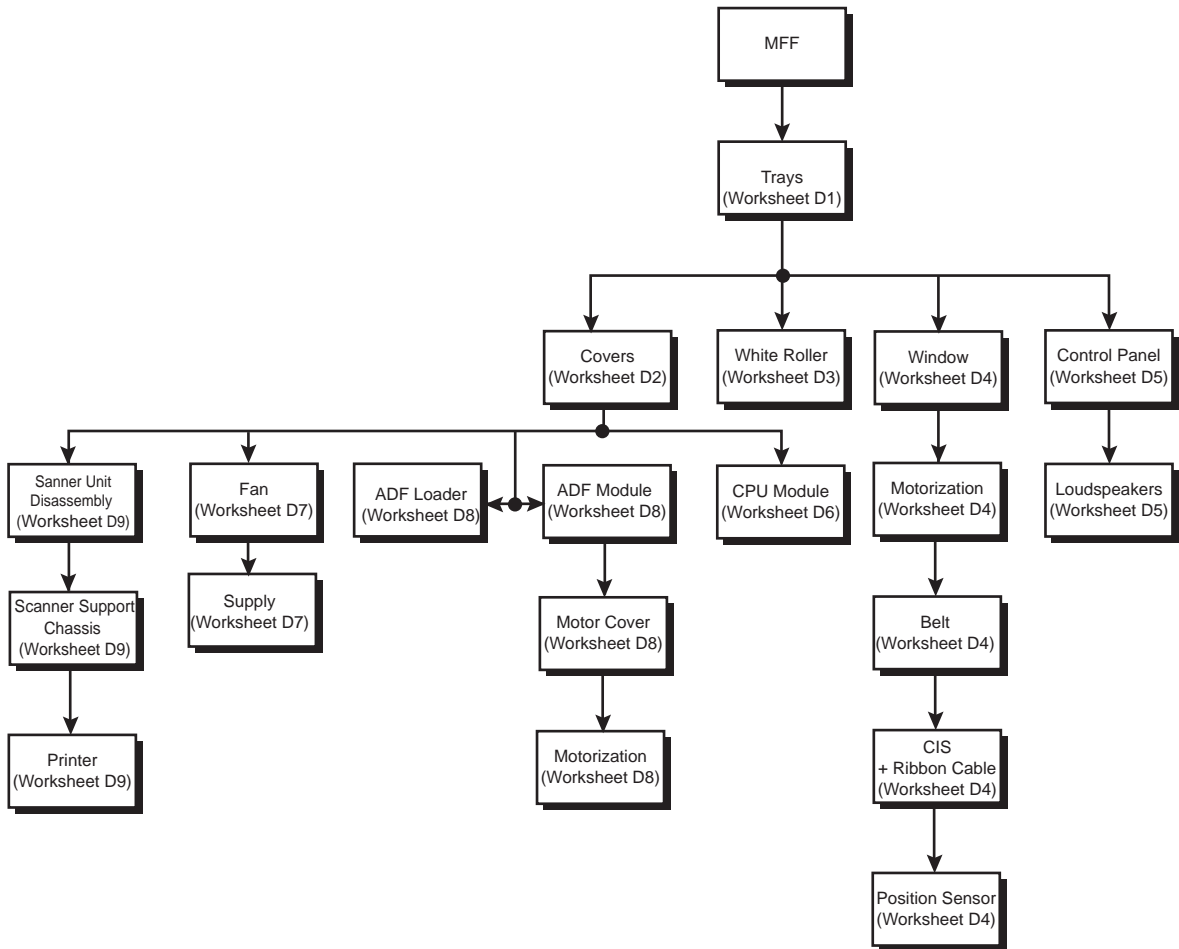 MFF
Trays
(Worksheet D1)
Covers
(Worksheet D2)
White Roller
(Worksheet D3)
Window
(Worksheet D4)
Control Panel
(Worksheet D5)
Sanner Unit
Disassembly
(Worksheet D9)
Fan
(Worksheet D7)
ADF Loader
(Worksheet D8)
ADF Module
(Worksheet D8)
CPU Module
(Worksheet D6)
Motorization
(Worksheet D4)
Loudspeakers
(Worksheet D5)
Scanner Support
Chassis
(Worksheet D9)
Supply
(Worksheet D7)
Motor Cover
(Worksheet D8)
Belt
(Worksheet D4)
Printer
(Worksheet D9)
Motorization
(Worksheet D8)
CIS
+ Ribbon Cable
(Worksheet D4)
Position Sensor
(Worksheet D4)